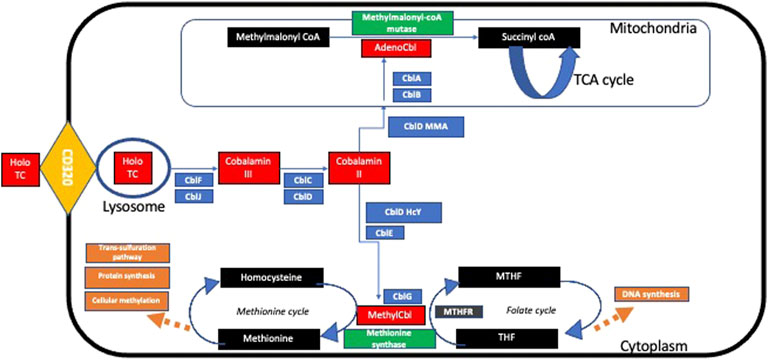 Methylmalonyl-coA
mutase
Mitochondria
Methylmalonyl CoA
Succinyl coA
AdenoCbl
CblA
CblB
TCA cycle
CblD MMA
CD320
Holo
TC
Holo
TC
Cobalamin
III
Cobalamin
II
CblF
CblJ
CblC
CblD
Lysosome
CblD HcY
CblE
Trans-sulfuration
pathway
Protein synthesis
Cellular methylation
Homocysteine
Methionine cycle
Methionine
CblG
MethylCbl
Methionine
synthase
MTHF
MTHFR
Folate cycle
THF
DNA synthesis
Cytoplasm